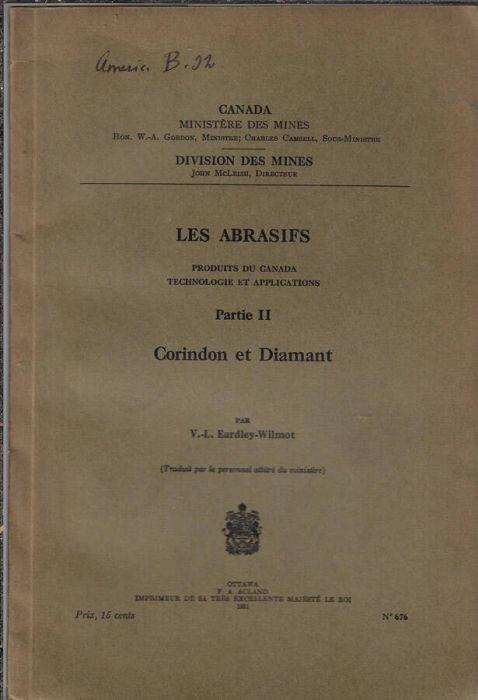 Americ. B. 92
CANADA
MINISTÈRE DES MINES
HON. W.-A. GORDON, MINISTRE; CHARLES CAMSELL, SOUS-MINISTRE
DIVISION DES MINES
JOHN MCLEISH, DIRECTEUR
LES ABRASIFS
PRODUITS DU CANADA
TECHNOLOGIE ET APPLICATIONS
Partie II
Corindon et Diamant
PAR
V.-L. Eardley-Wilmot
(Traduit par le personnel attitré du ministère)
OTTAWA
F. A. ACLAND
IMPRIMEUR DE SA TRÈS EXCELLENTE MAJESTÉ LE ROI
1931
Prix, 15 cents
N° 676